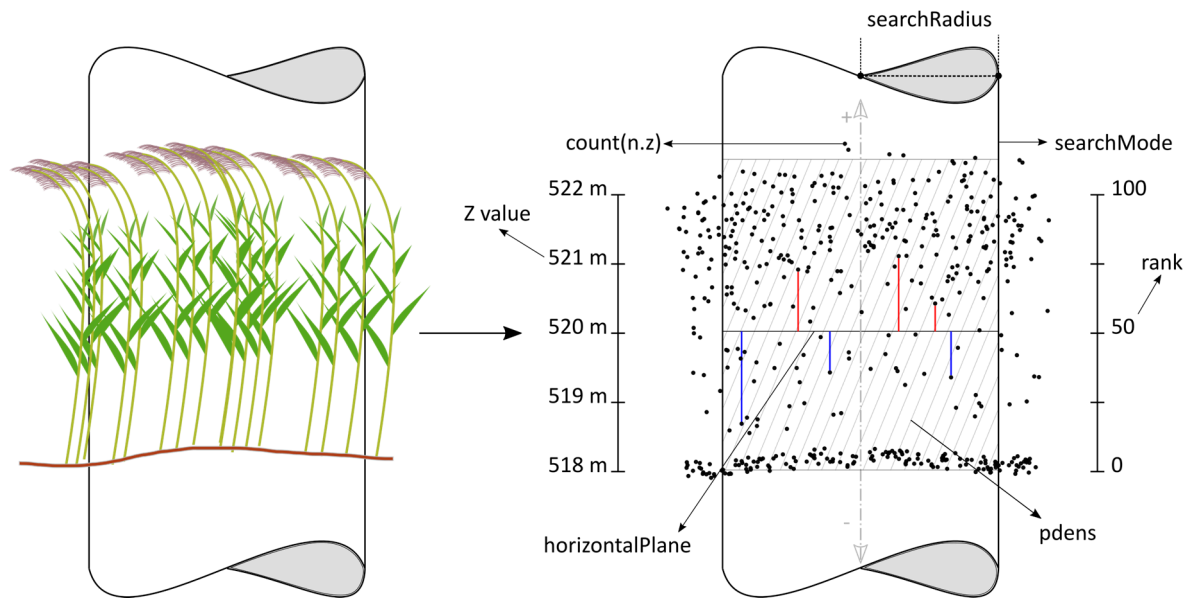 searchRadius
+
count(n.z)
searchMode
522 m
100
Z value
521 m
rank
520 m
50
519 m
518 m
0
-
horizontalPlane
pdens